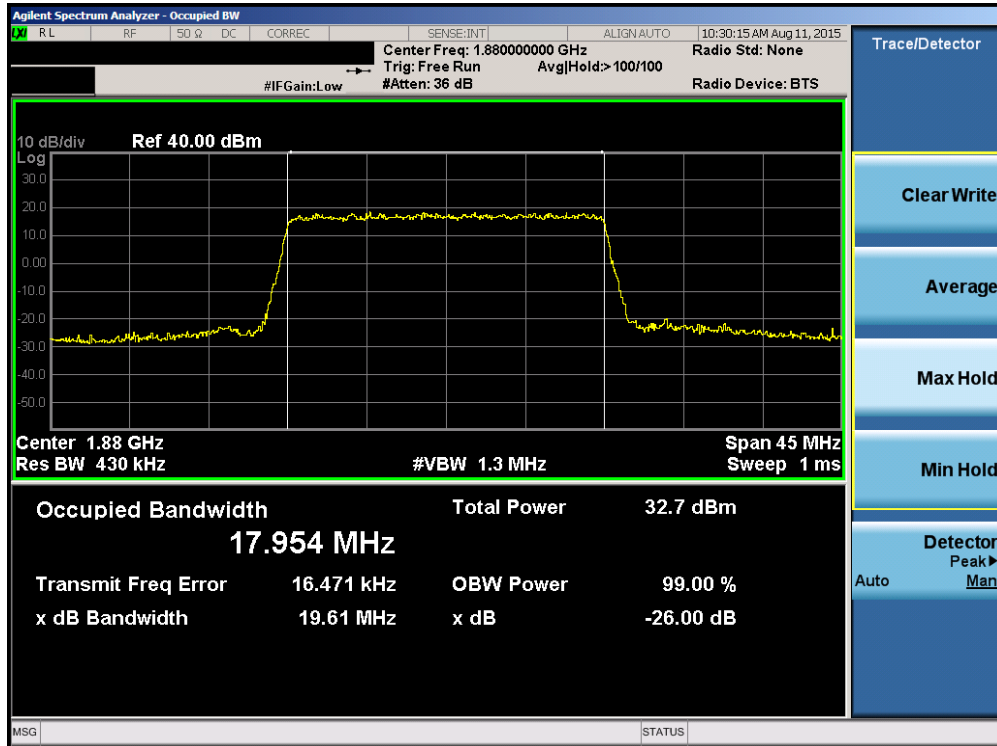 Agilent Spectrum Analyzer - Occupied BW
LXI RL RF 50 Ω DC CORREC SENSE:INT ALIGN AUTO 10:30:15 AM Aug 11, 2015
Center Freq: 1.880000000 GHz Radio Std: None
Trig: Free Run Avg|Hold:>100/100
#IFGain:Low #Atten: 36 dB Radio Device: BTS
10 dB/div Ref 40.00 dBm
Log
30.0
20.0
10.0
0.00
-10.0
-20.0
-30.0
-40.0
-50.0
Center 1.88 GHz Span 45 MHz
Res BW 430 kHz #VBW 1.3 MHz Sweep 1 ms
Occupied Bandwidth Total Power 32.7 dBm
17.954 MHz
Transmit Freq Error 16.471 kHz OBW Power 99.00 %
x dB Bandwidth 19.61 MHz x dB -26.00 dB
MSG STATUS
Trace/Detector
Clear Write
Average
Max Hold
Min Hold
Detector
Peak▶
Auto Man